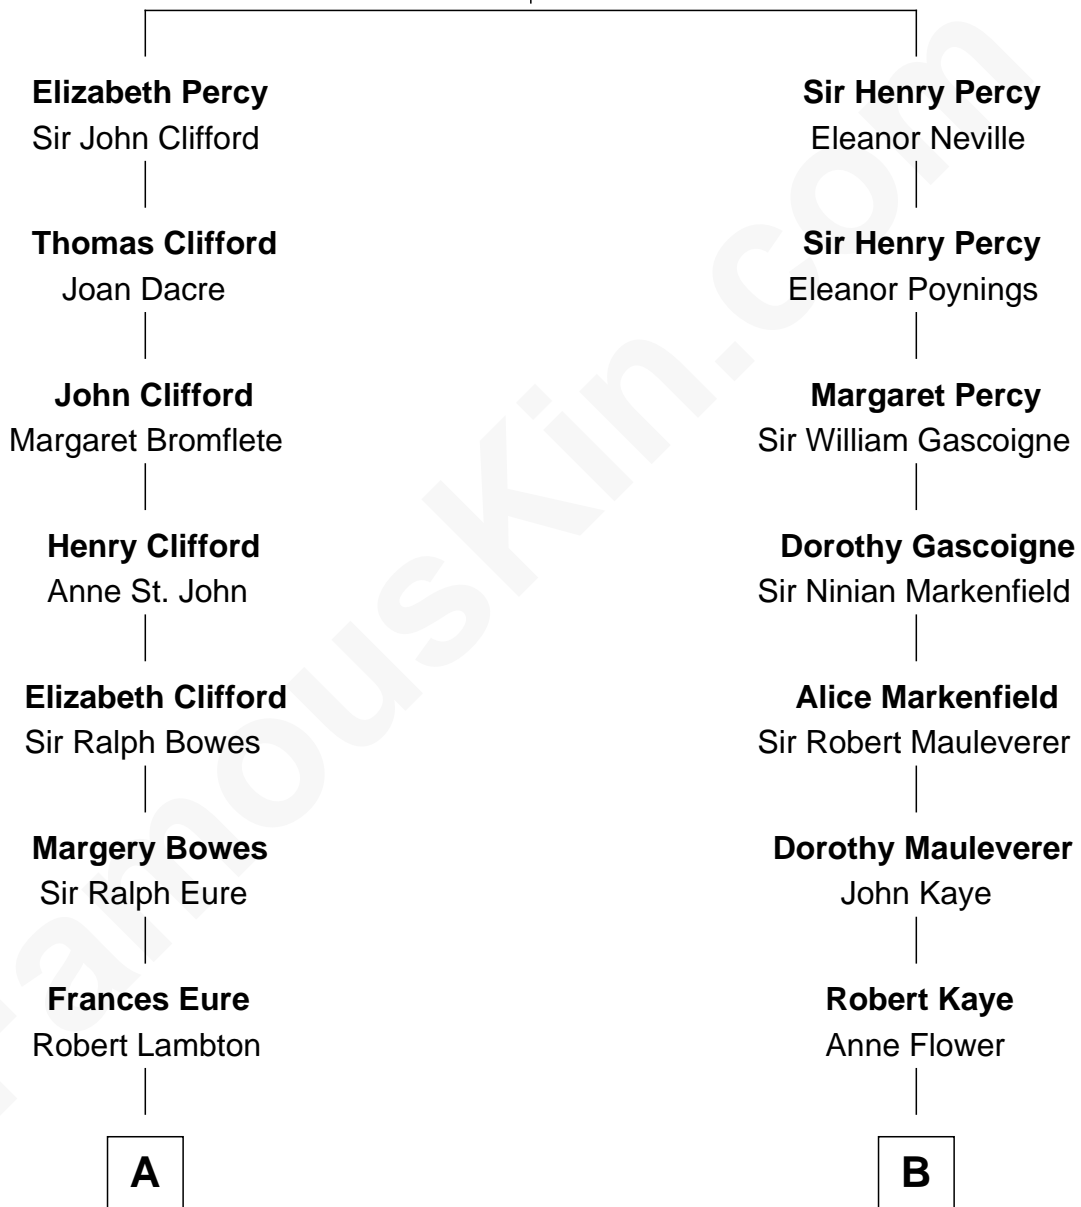 Elizabeth Percy
Sir John Clifford
Thomas Clifford
Joan Dacre
John Clifford
Margaret Bromflete
Henry Clifford
Anne St. John
Elizabeth Clifford
Sir Ralph Bowes
Margery Bowes
Sir Ralph Eure
Frances Eure
Robert Lambton
A
Sir Henry Percy
Eleanor Neville
Sir Henry Percy
Eleanor Poynings
Margaret Percy
Sir William Gascoigne
Dorothy Gascoigne
Sir Ninian Markenfield
Alice Markenfield
Sir Robert Mauleverer
Dorothy Mauleverer
John Kaye
Robert Kaye
Anne Flower
B
FamousKin.com